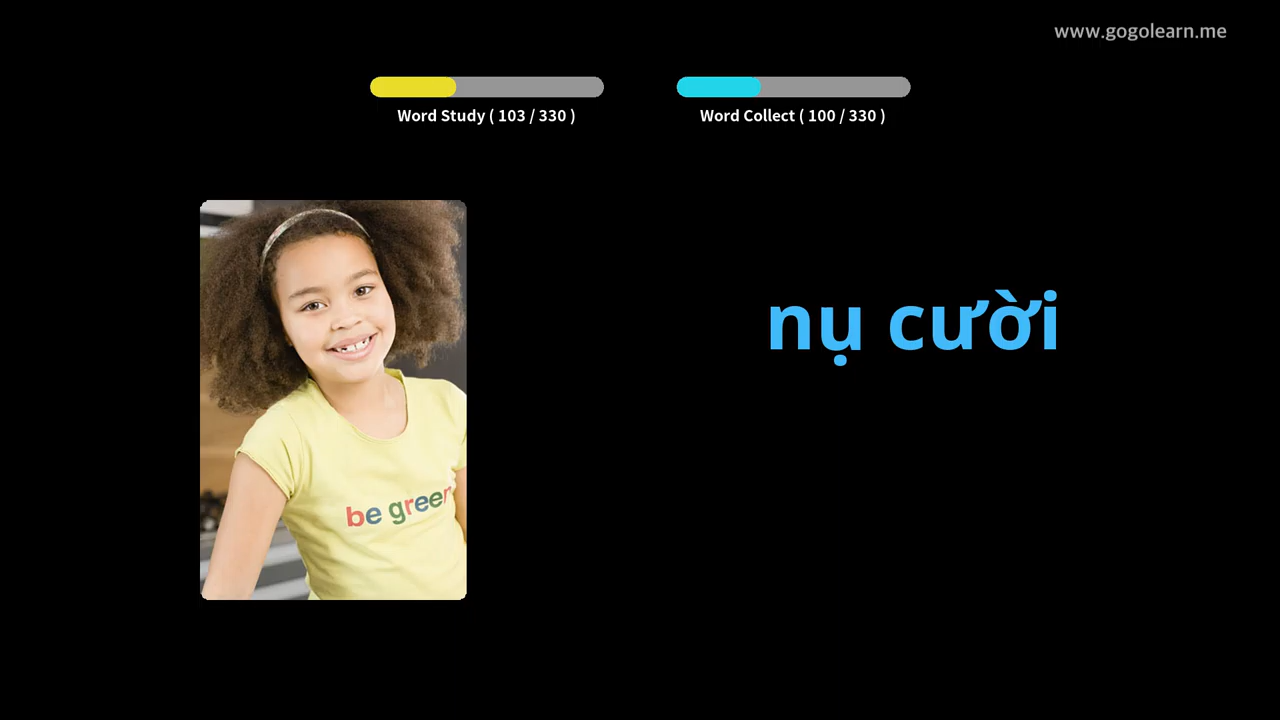 www.gogolearn.me
Word Study ( 103 / 330 )
Word Collect ( 100 / 330 )
nụ cười
be green